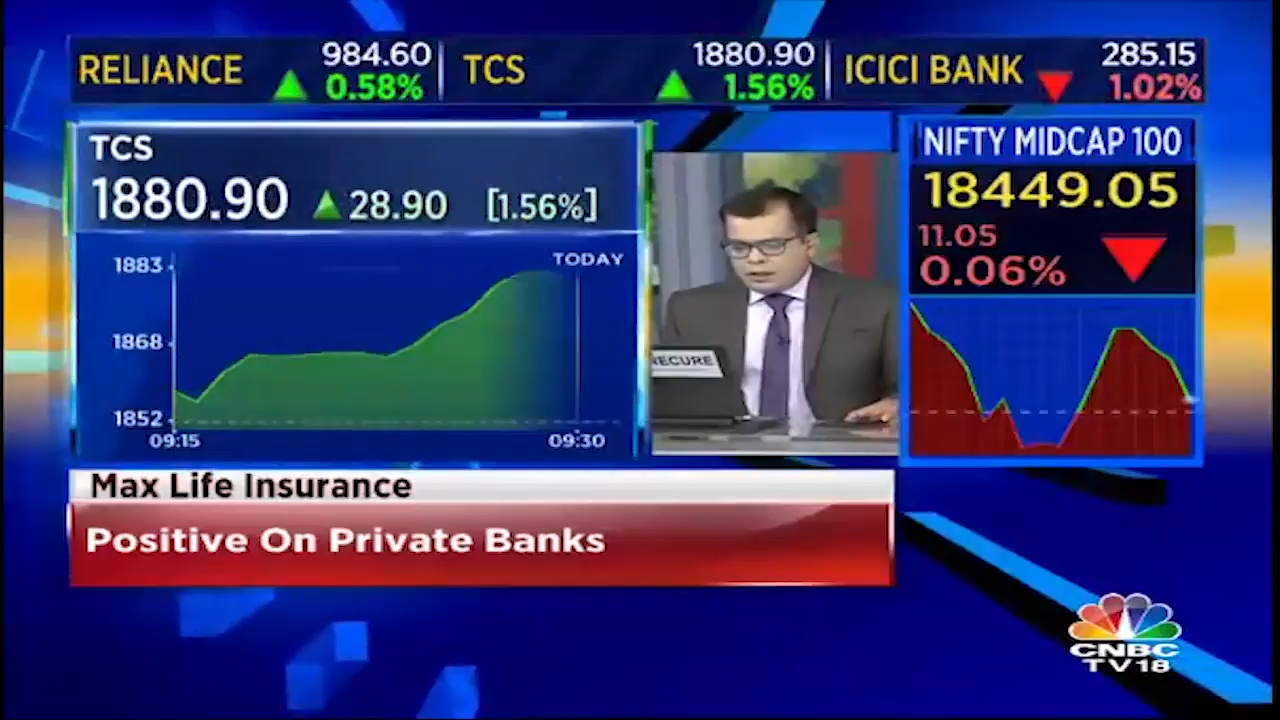 RELIANCE 984.60 0.58%
TCS 1880.90 1.56%
ICICI BANK 285.15 1.02%
TCS
1880.90 28.90 [1.56%]
TODAY
1883
1868
1852
09:15 09:30
ECURE
NIFTY MIDCAP 100
18449.05
11.05
0.06%
Max Life Insurance
Positive On Private Banks
CNBC
TV18